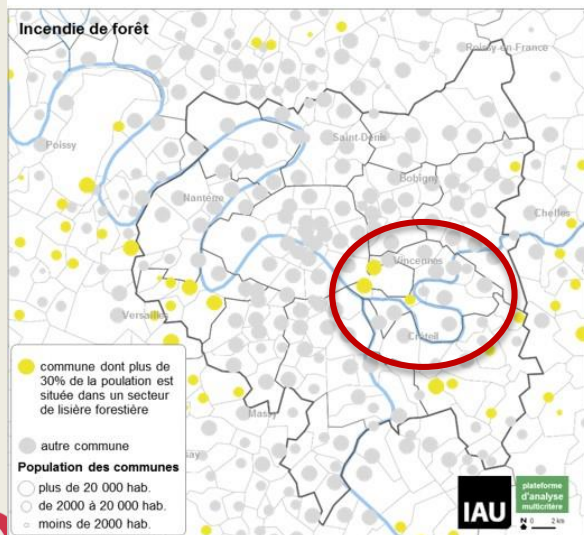 Incendie de forêt
Roissy-en-France
Poissy
Saint-Denis
Bobigny
Nanterre
Chelles
Vincennes
Versailles
Créteil
Massy
commune dont plus de
30% de la poulation est
située dans un secteur
de lisière forestière
autre commune
Population des communes
plus de 20 000 hab.
de 2000 à 20 000 hab.
moins de 2000 hab.
IAU
plateforme
d'analyse
multicritère
N 0 2 km